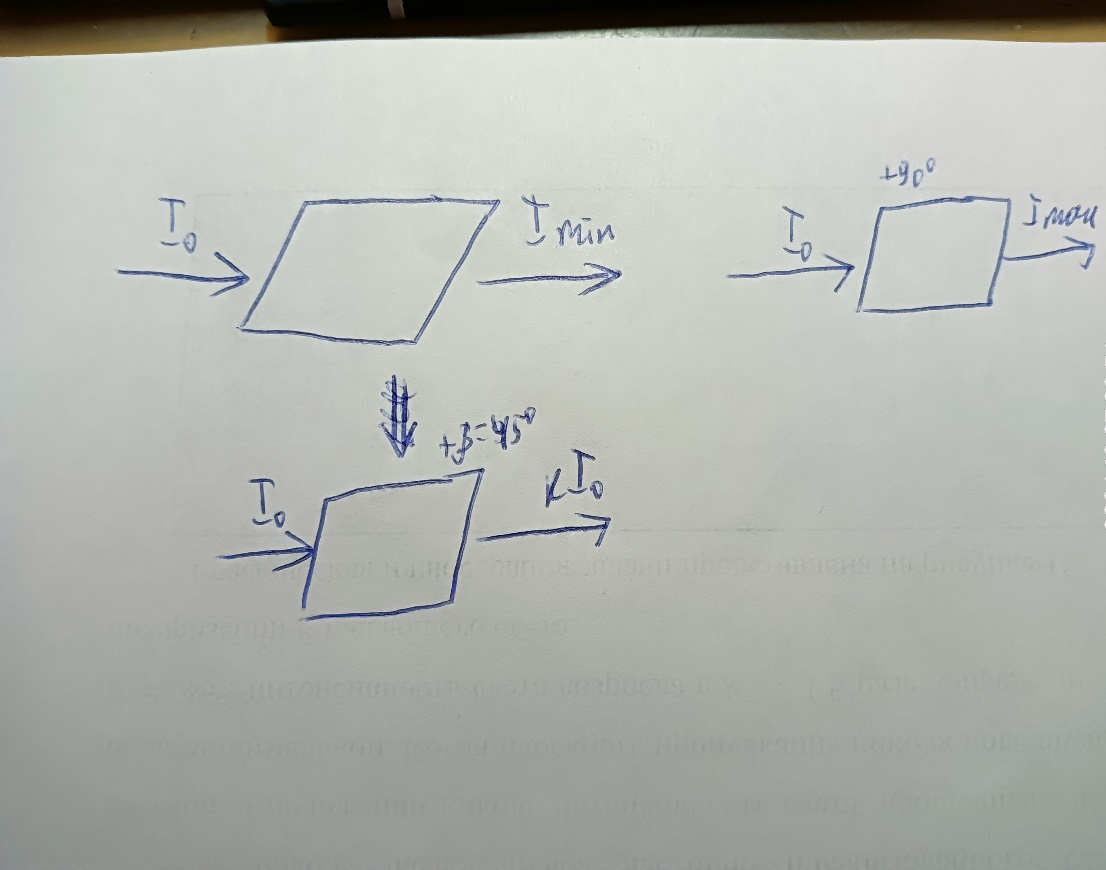 +90°
I₀ I min I₀ I max
+β=45°
I₀ kI₀